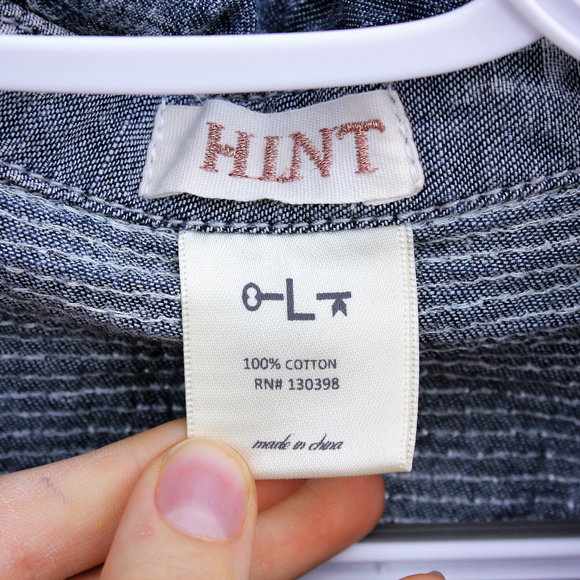 HINT
L
100% COTTON
RN# 130398
made in china